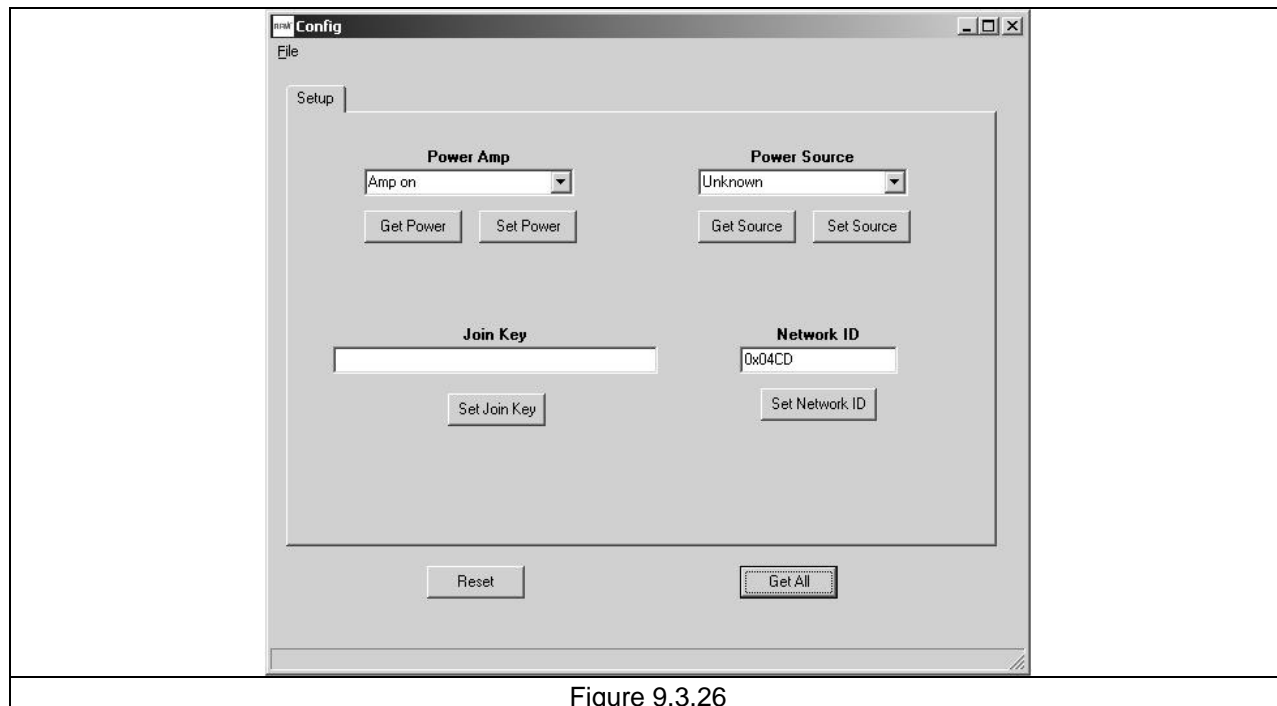 Config
File
Setup
Power Amp Power Source
Amp on Unknown
Get Power Set Power Get Source Set Source
Join Key Network ID
0x04CD
Set Join Key Set Network ID
Reset Get All
Figure 9.3.26